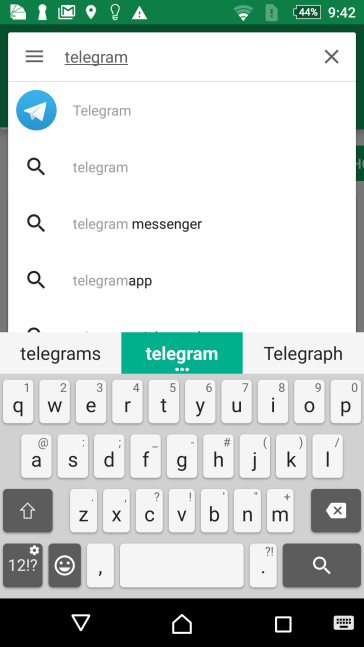 44% 9:42
telegram
Telegram
telegram
telegram messenger
telegramapp
telegrams telegram Telegraph
1 2 3 4 5 6 7 8 9 0
q w e r t y u i o p
@ : ; _ - # ( ) /
a s d f g h j k l
. , ? ! ' " +
z x c v b n m
12!? , . ?!